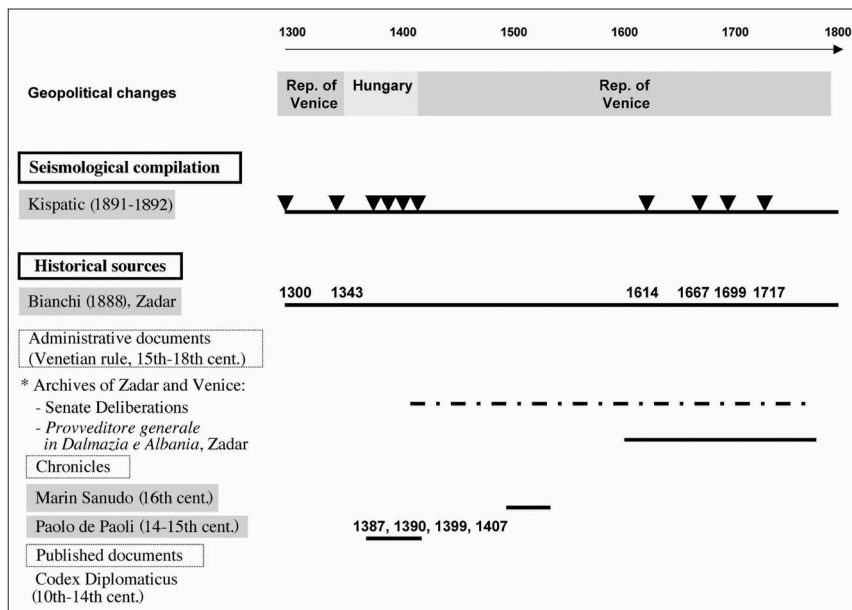 1300 1400 1500 1600 1700 1800
Geopolitical changes
Rep. of
Venice
Hungary
Rep. of
Venice
Seismological compilation
Kispatic (1891-1892)
Historical sources
Bianchi (1888), Zadar
1300 1343 1614 1667 1699 1717
Administrative documents
(Venetian rule, 15th-18th cent.)
* Archives of Zadar and Venice:
- Senate Deliberations
- Provveditore generale
in Dalmazia e Albania, Zadar
Chronicles
Marin Sanudo (16th cent.)
Paolo de Paoli (14-15th cent.)
1387, 1390, 1399, 1407
Published documents
Codex Diplomaticus
(10th-14th cent.)